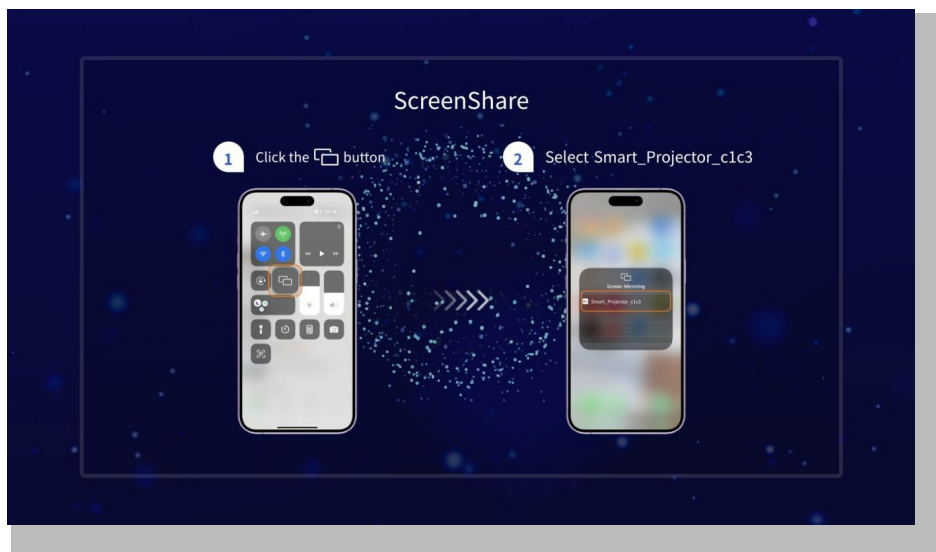 ScreenShare
1 Click the button
2 Select Smart_Projector_c1c3
Screen Mirroring
Smart_Projector_c1c3